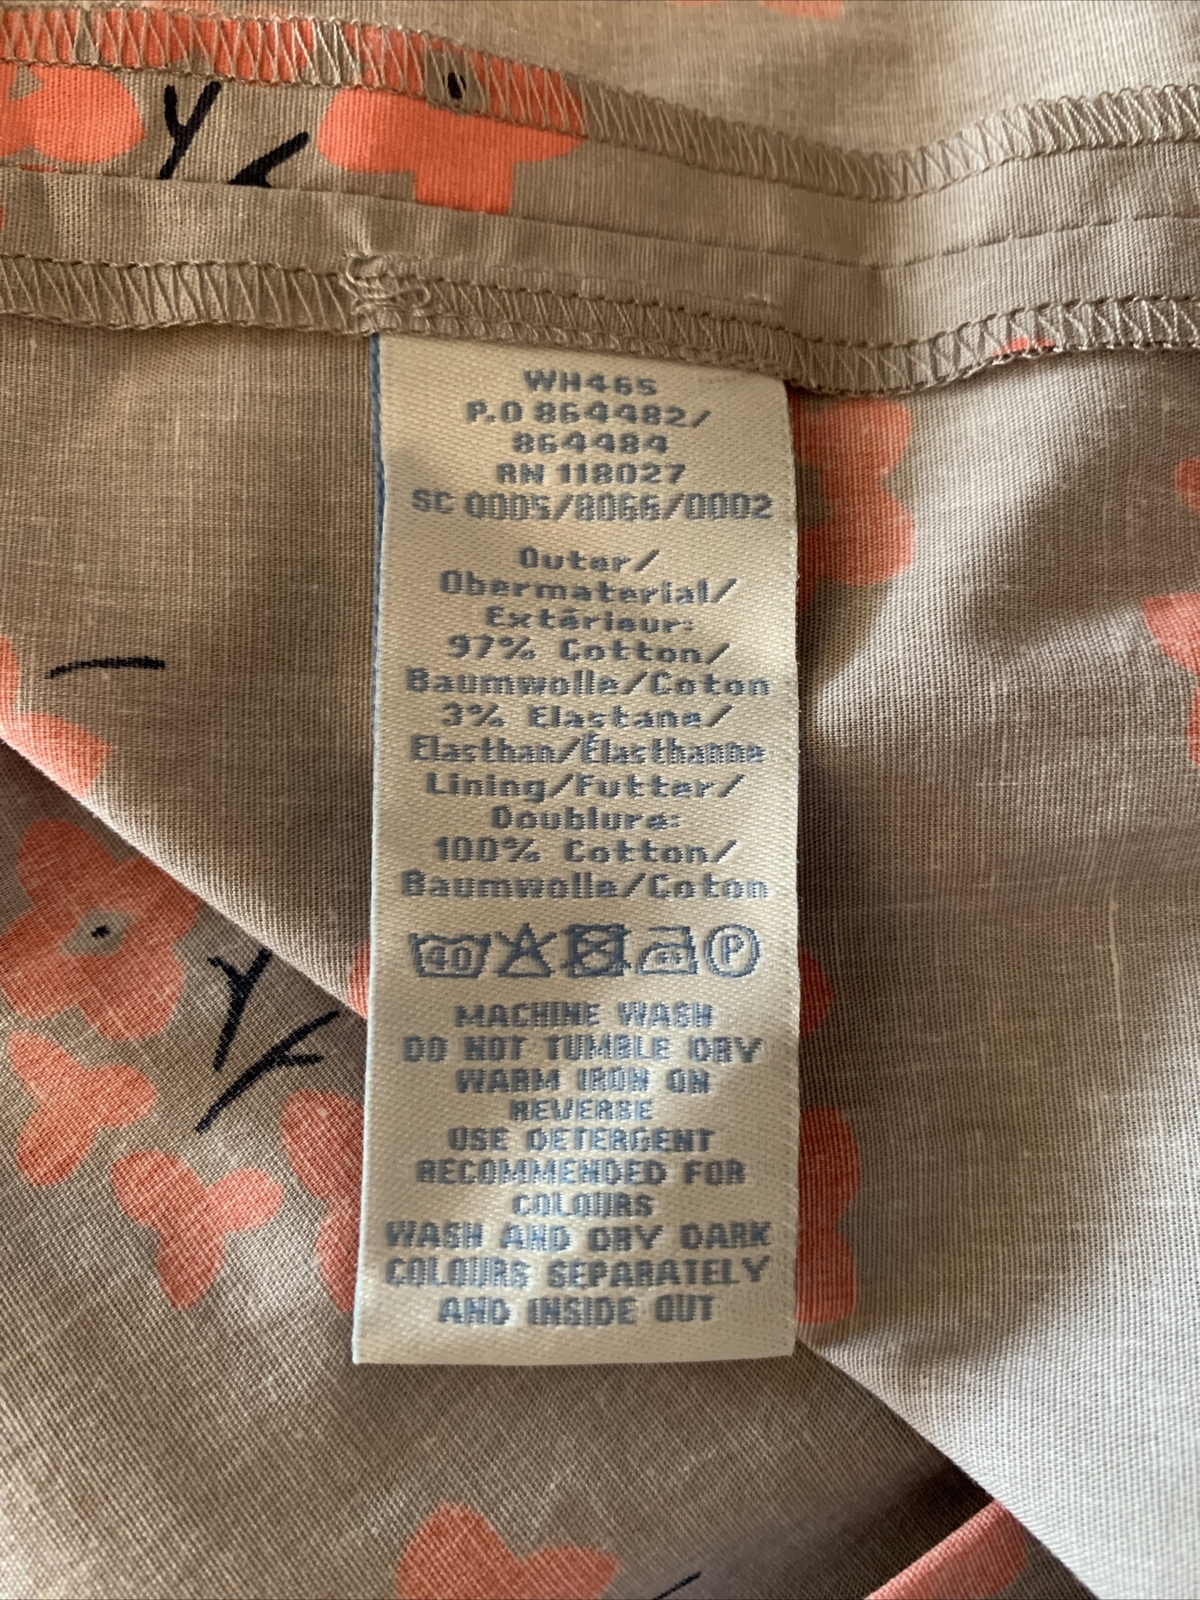 WH465
P.O 864482/
864484
RN 118027
SC 0005/8066/0002
Outer/
Obermaterial/
Extérieur:
97% Cotton/
Baumwolle/Coton
3% Elastane/
Elasthan/Élasthanne
Lining/Futter/
Doublure:
100% Cotton/
Baumwolle/Coton
40 A P
MACHINE WASH
DO NOT TUMBLE DRY
WARM IRON ON
REVERSE
USE DETERGENT
RECOMMENDED FOR
COLOURS
WASH AND DRY DARK
COLOURS SEPARATELY
AND INSIDE OUT